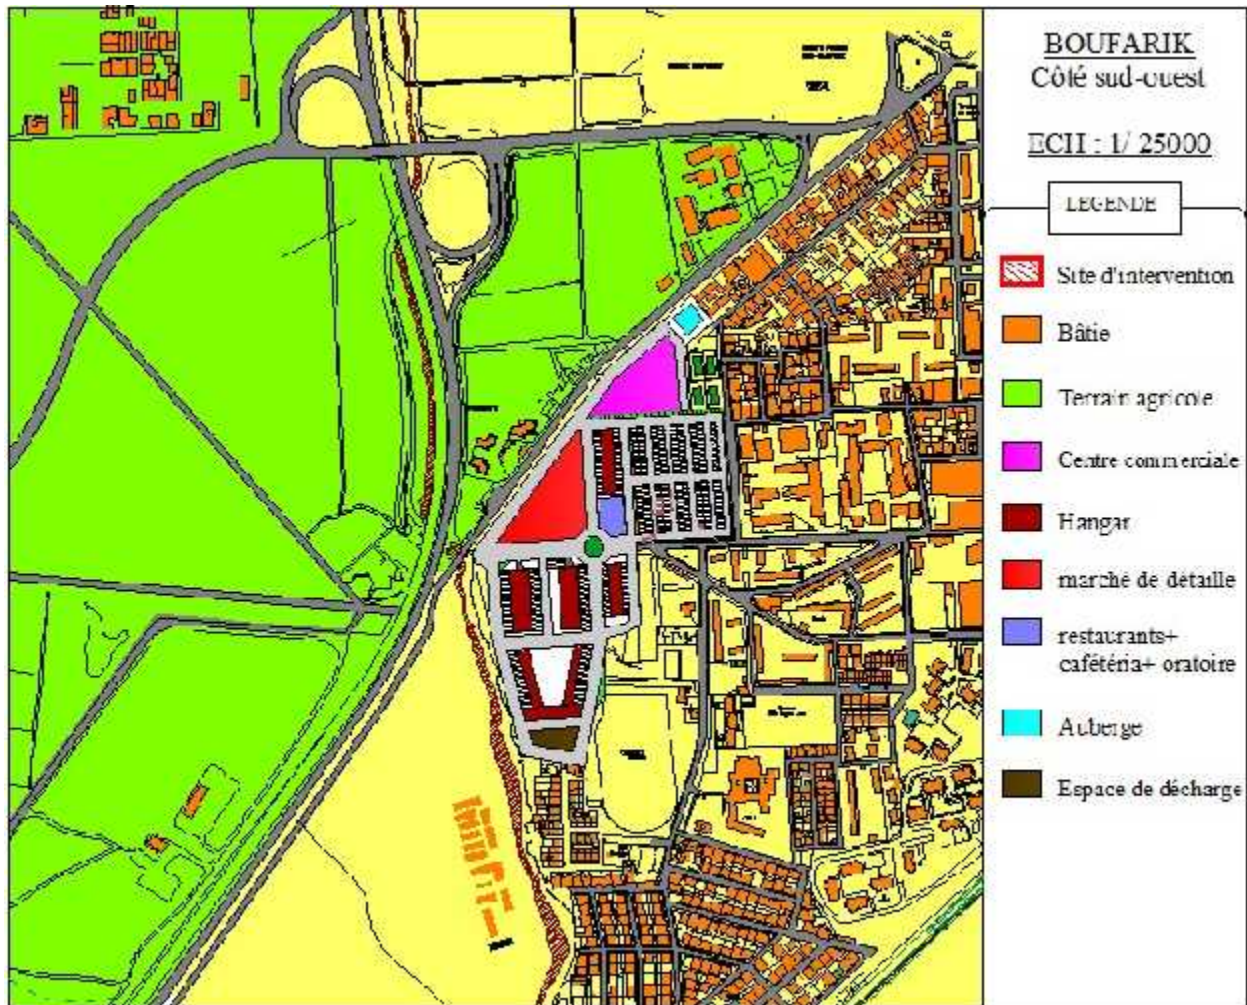 BOUFARIK
Côté sud-ouest
ECH : 1/ 25000
LEGENDE
Site d'intervention
Bâtie
Terrain agricole
Centre commerciale
Hangar
marché de détaille
restaurants+
cafétéria+ oratoire
Auberge
Espace de décharge